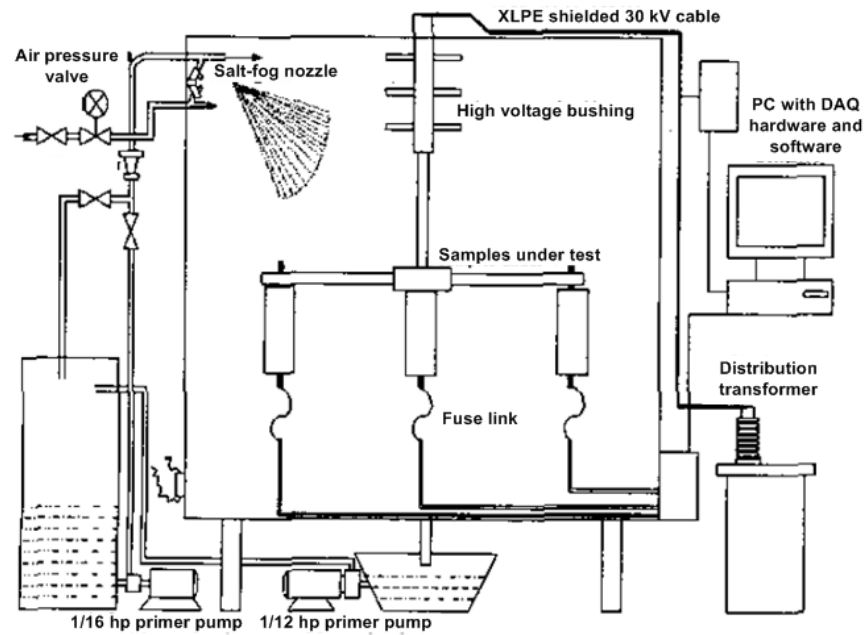 XLPE shielded 30 kV cable
Air pressure
valve
Salt-fog nozzle
High voltage bushing
PC with DAQ
hardware and
software
Samples under test
Distribution
transformer
Fuse link
1/16 hp primer pump
1/12 hp primer pump